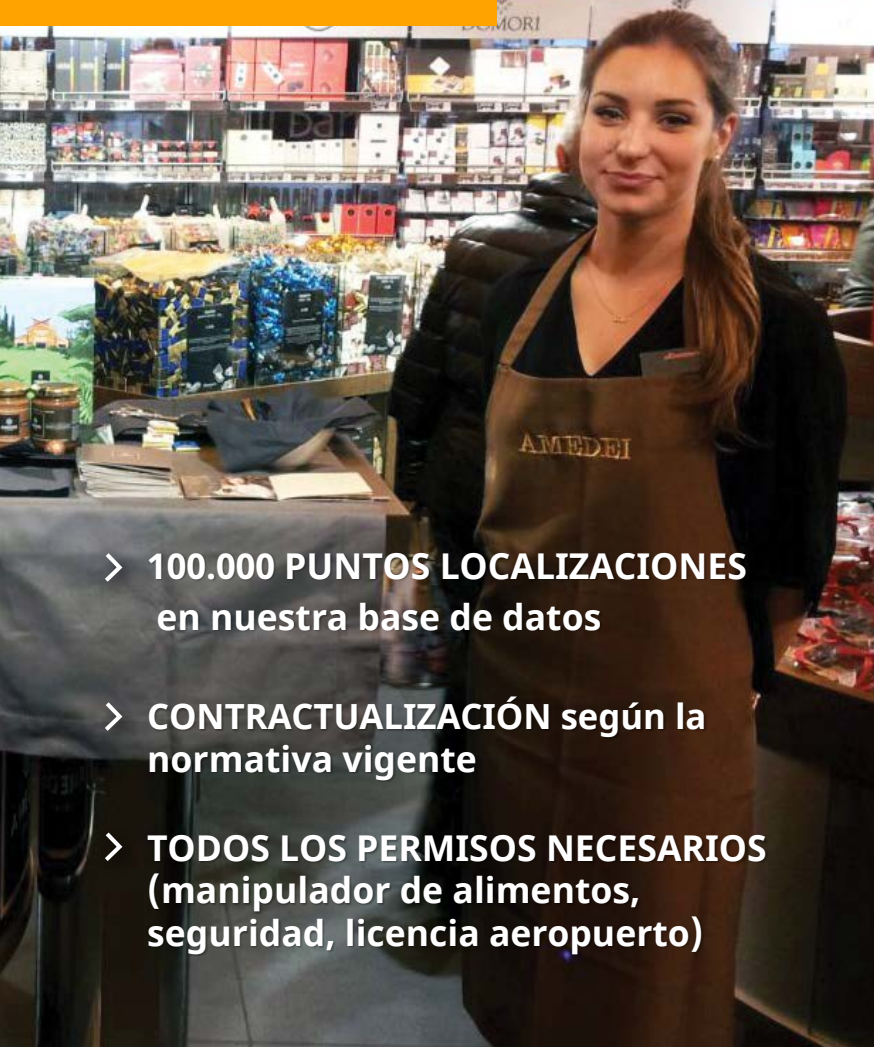 DOMORI
AMEDEI
100.000 PUNTOS LOCALIZACIONES
en nuestra base de datos
CONTRACTUALIZACIÓN según la
normativa vigente
TODOS LOS PERMISOS NECESARIOS
(manipulador de alimentos,
seguridad, licencia aeropuerto)